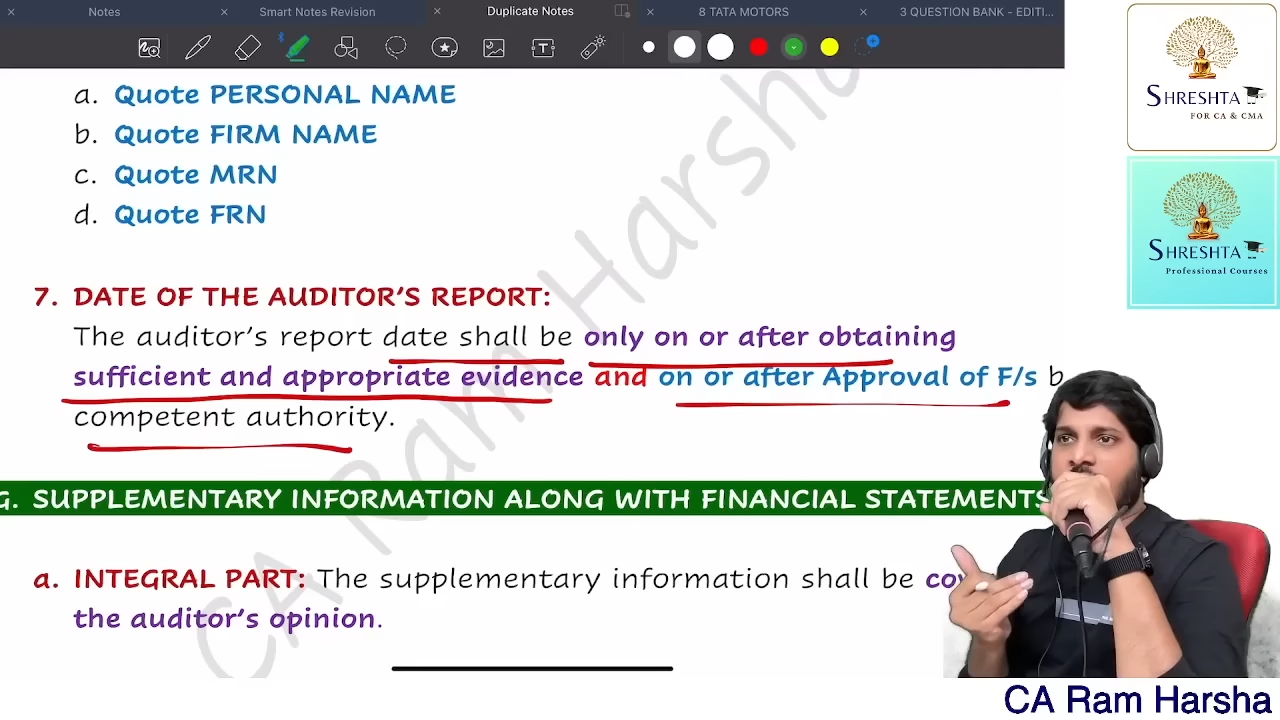 Notes
Smart Notes Revision
Duplicate Notes
8 TATA MOTORS
3 QUESTION BANK - EDITI...
a. Quote PERSONAL NAME
b. Quote FIRM NAME
c. Quote MRN
d. Quote FRN
7. DATE OF THE AUDITOR'S REPORT:
The auditor's report date shall be only on or after obtaining
sufficient and appropriate evidence and on or after Approval of F/s b
competent authority.
G. SUPPLEMENTARY INFORMATION ALONG WITH FINANCIAL STATEMENTS
a. INTEGRAL PART: The supplementary information shall be co
the auditor's opinion.
CA Ram Harsha
SHRESHTA
FOR CA & CMA
SHRESHTA
Professional Courses
CA Ram Harsha